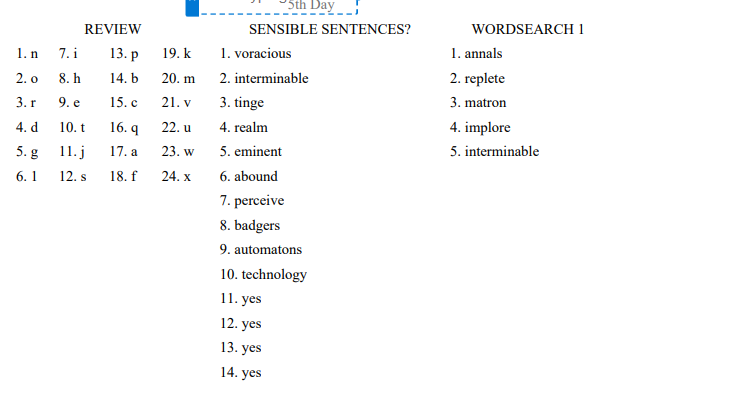 5th Day
REVIEW
1. n 7. i 13. p 19. k
2. o 8. h 14. b 20. m
3. r 9. e 15. c 21. v
4. d 10. t 16. q 22. u
5. g 11. j 17. a 23. w
6. l 12. s 18. f 24. x
SENSIBLE SENTENCES?
1. voracious
2. interminable
3. tinge
4. realm
5. eminent
6. abound
7. perceive
8. badgers
9. automatons
10. technology
11. yes
12. yes
13. yes
14. yes
WORDSEARCH 1
1. annals
2. replete
3. matron
4. implore
5. interminable